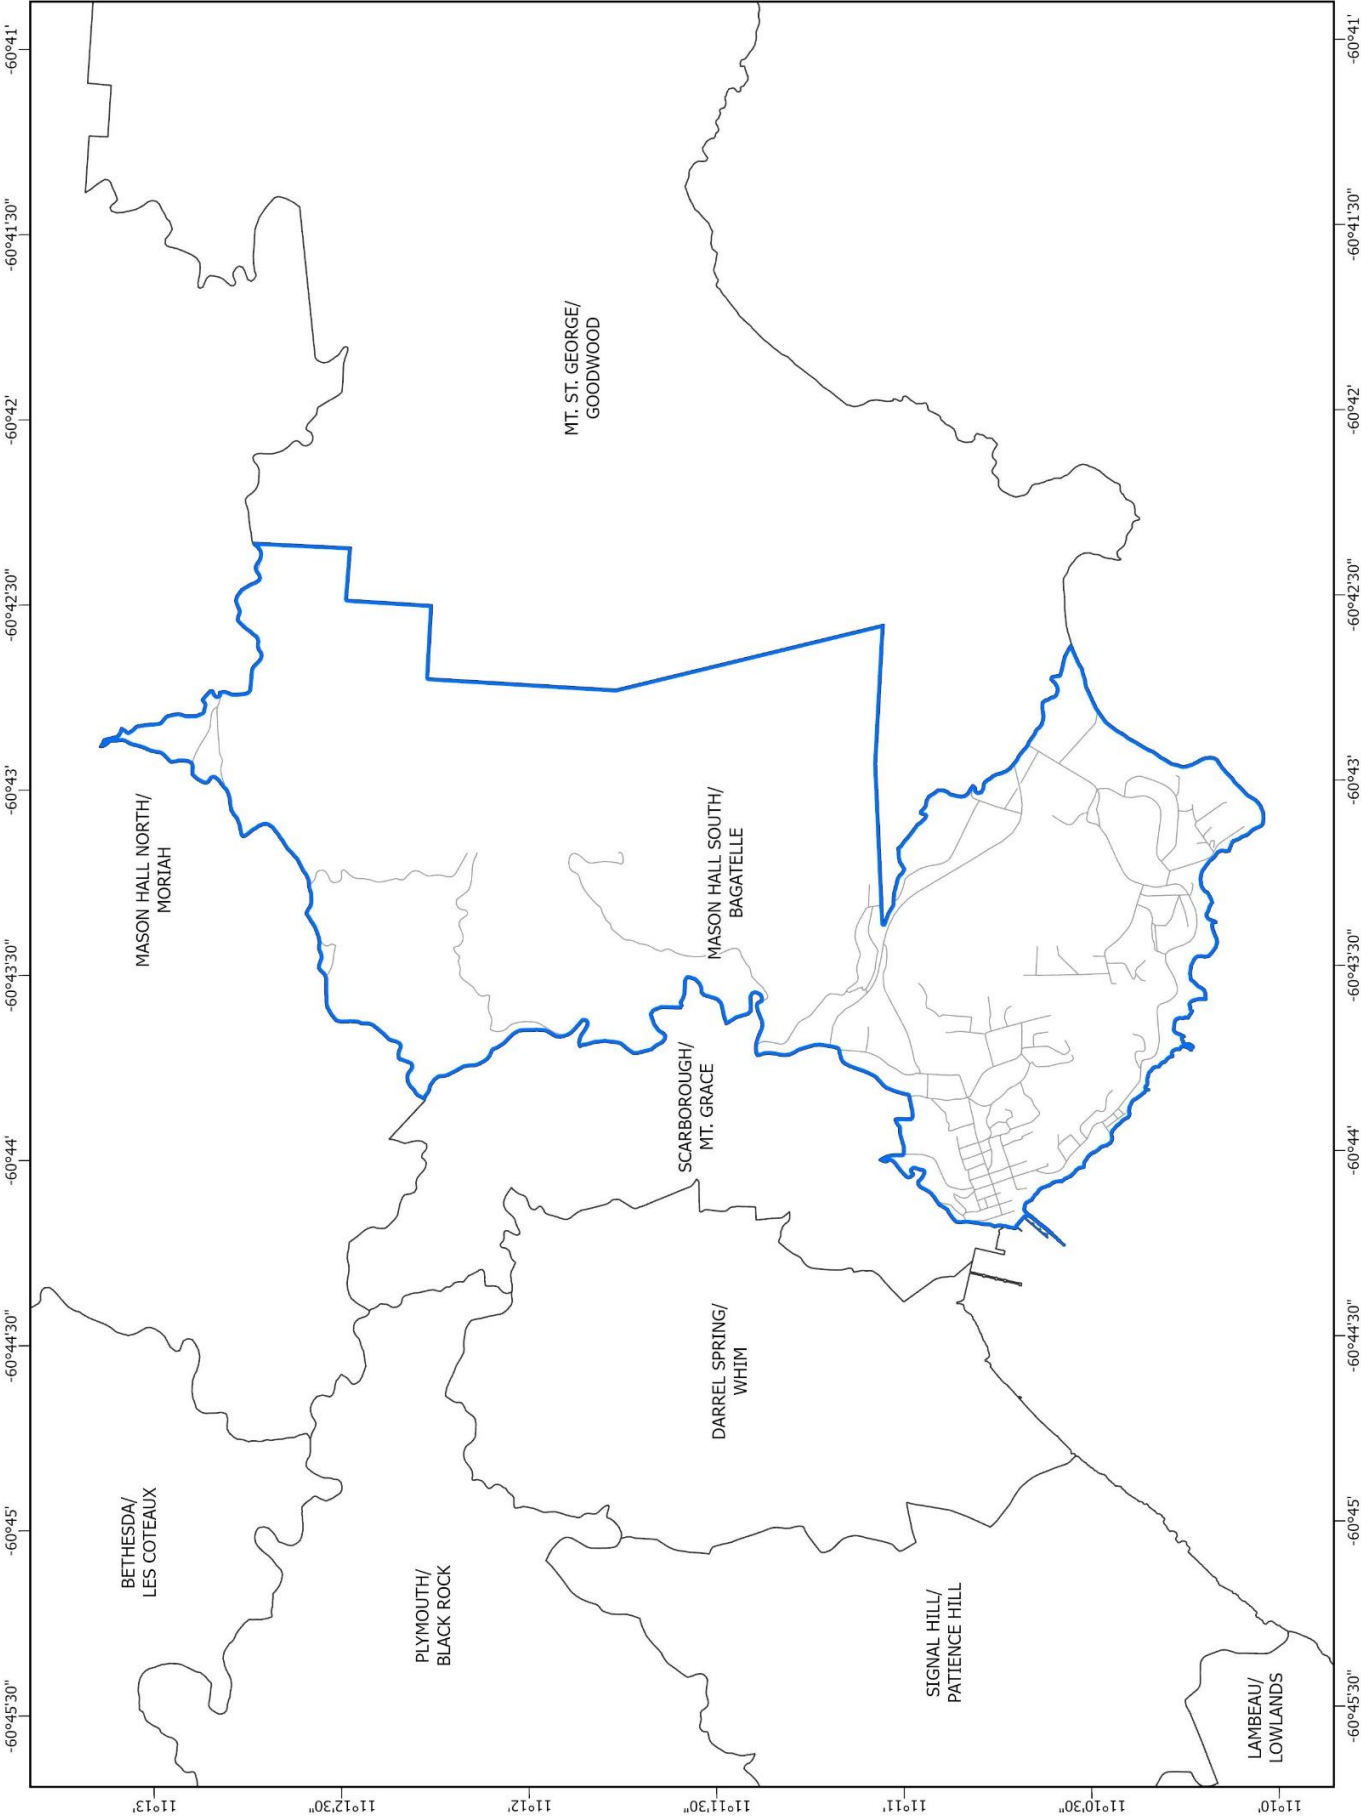 -60°45'30"
-60°45'
-60°44'30"
-60°44'
-60°43'30"
-60°43'
-60°42'30"
-60°42'
-60°41'30"
-60°41'
11°13'
11°12'30"
11°12'
11°11'30"
11°11'
11°10'30"
11°10'
BETHESDA/
LES COTEAUX
MASON HALL NORTH/
MORIAH
PLYMOUTH/
BLACK ROCK
MT. ST. GEORGE/
GOODWOOD
SCARBOROUGH/
MT. GRACE
DARREL SPRING/
WHIM
MASON HALL SOUTH/
BAGATELLE
SIGNAL HILL/
PATIENCE HILL
LAMBEAU/
LOWLANDS
-60°45'30"
-60°45'
-60°44'30"
-60°44'
-60°43'30"
-60°43'
-60°42'30"
-60°42'
-60°41'30"
-60°41'